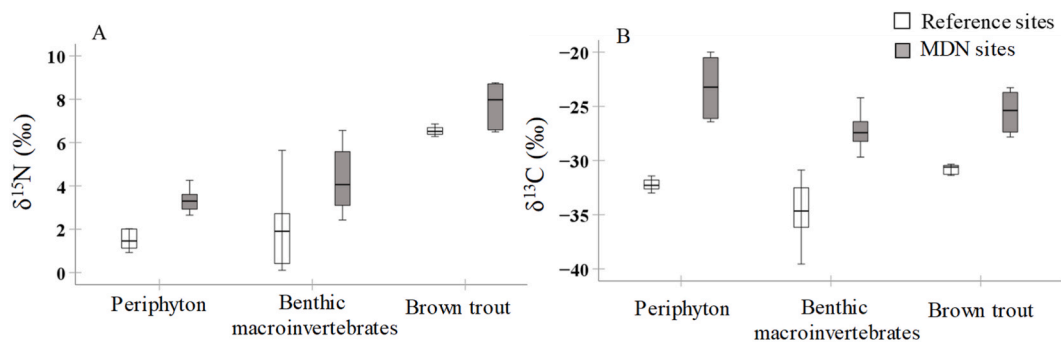 A
δ¹⁵N (‰)
10
8
6
4
2
0
Periphyton
Benthic
macroinvertebrates
Brown trout
B
Reference sites
MDN sites
δ¹³C (‰)
−20
−25
−30
−35
−40
Periphyton
Benthic
macroinvertebrates
Brown trout